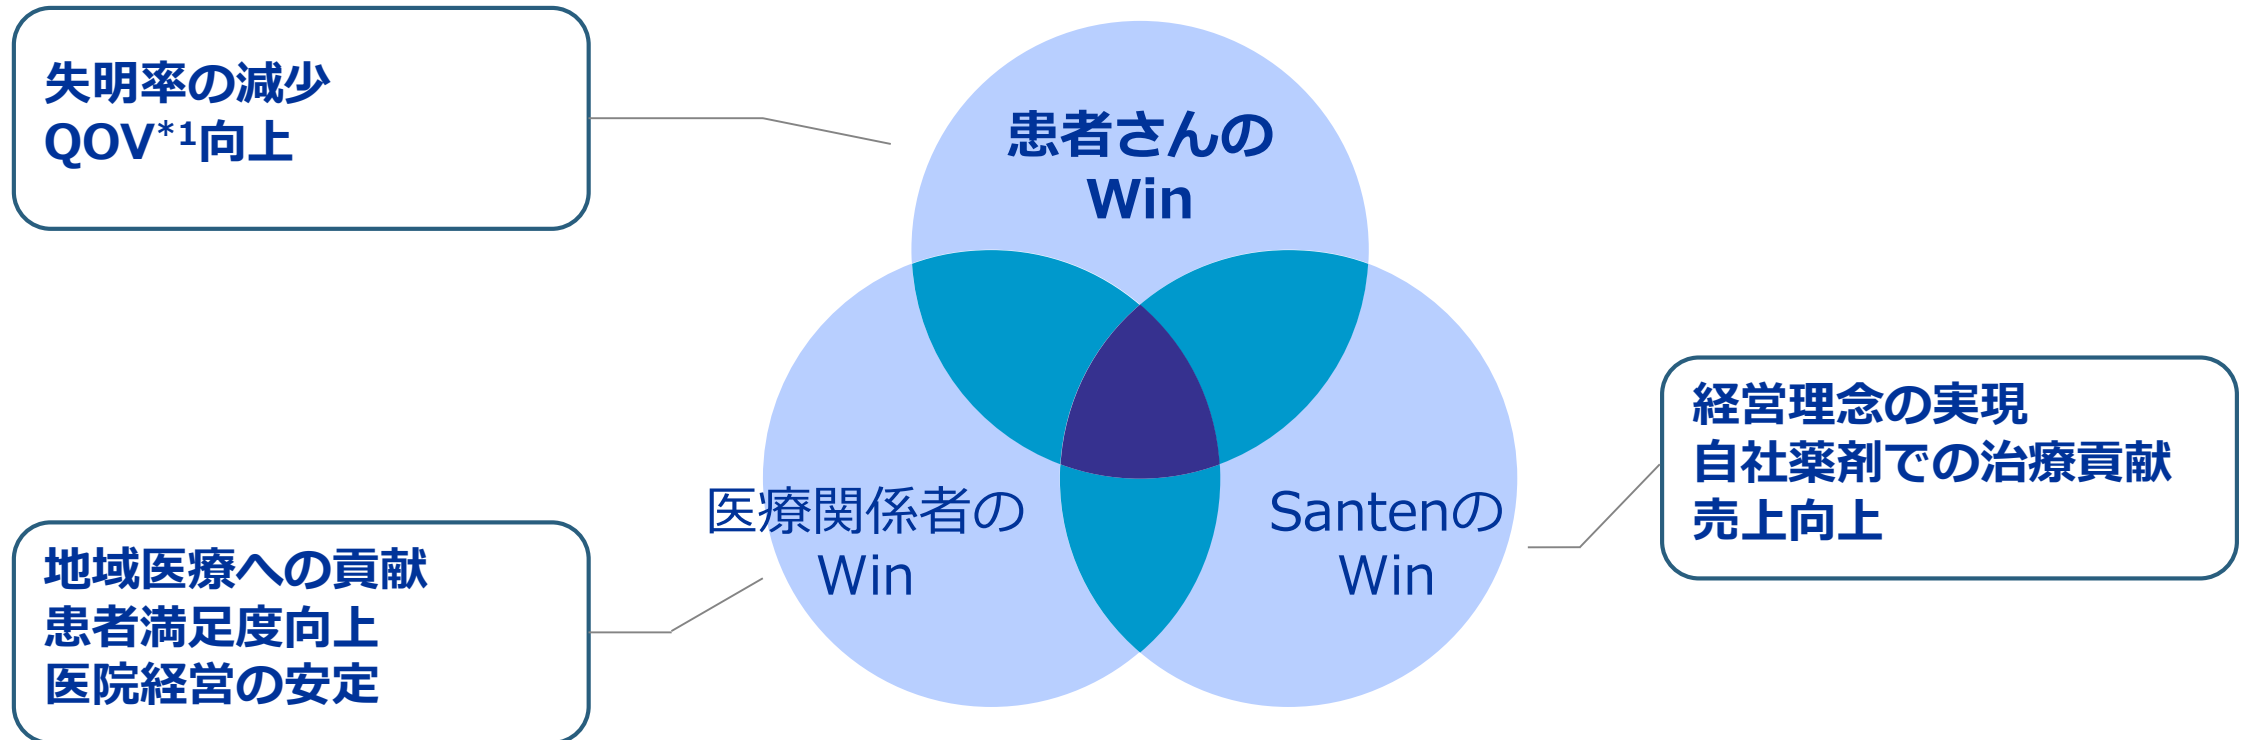 失明率の減少
QOV*1向上
患者さんの
Win
医療関係者の
Win
Santenの
Win
経営理念の実現
自社薬剤での治療貢献
売上向上
地域医療への貢献
患者満足度向上
医院経営の安定